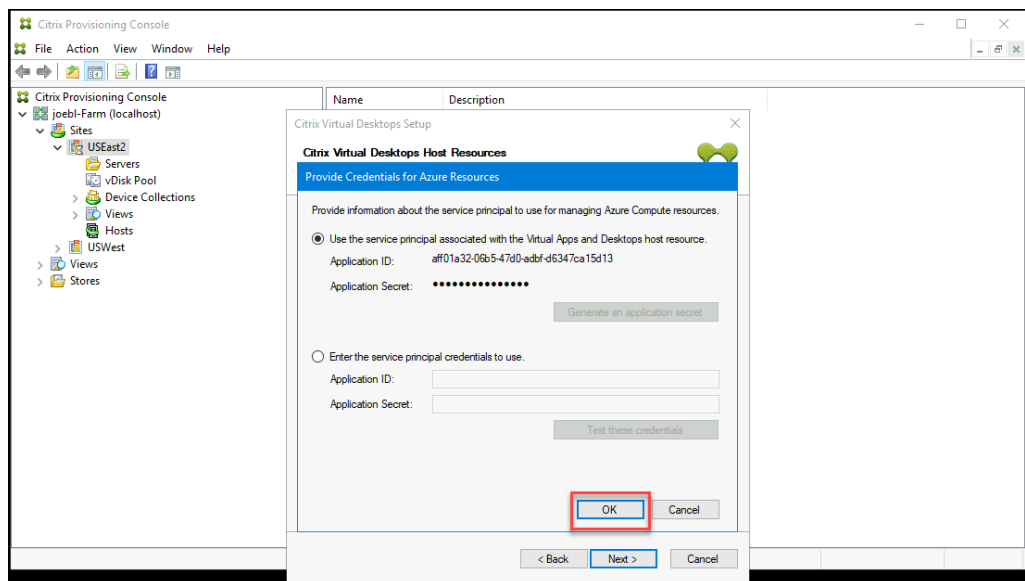 Citrix Provisioning Console
File Action View Window Help
Citrix Provisioning Console
joebl-Farm (localhost)
Sites
USEast2
Servers
vDisk Pool
Device Collections
Views
Hosts
USWest
Views
Stores
Name Description
Citrix Virtual Desktops Setup
Citrix Virtual Desktops Host Resources
Provide Credentials for Azure Resources
Provide information about the service principal to use for managing Azure Compute resources.
Use the service principal associated with the Virtual Apps and Desktops host resource.
Application ID: aff01a32-06b5-47d0-adbf-d6347ca15d13
Application Secret: •••••••••••••••
Generate an application secret
Enter the service principal credentials to use.
Application ID:
Application Secret:
Test these credentials
OK Cancel
< Back Next > Cancel